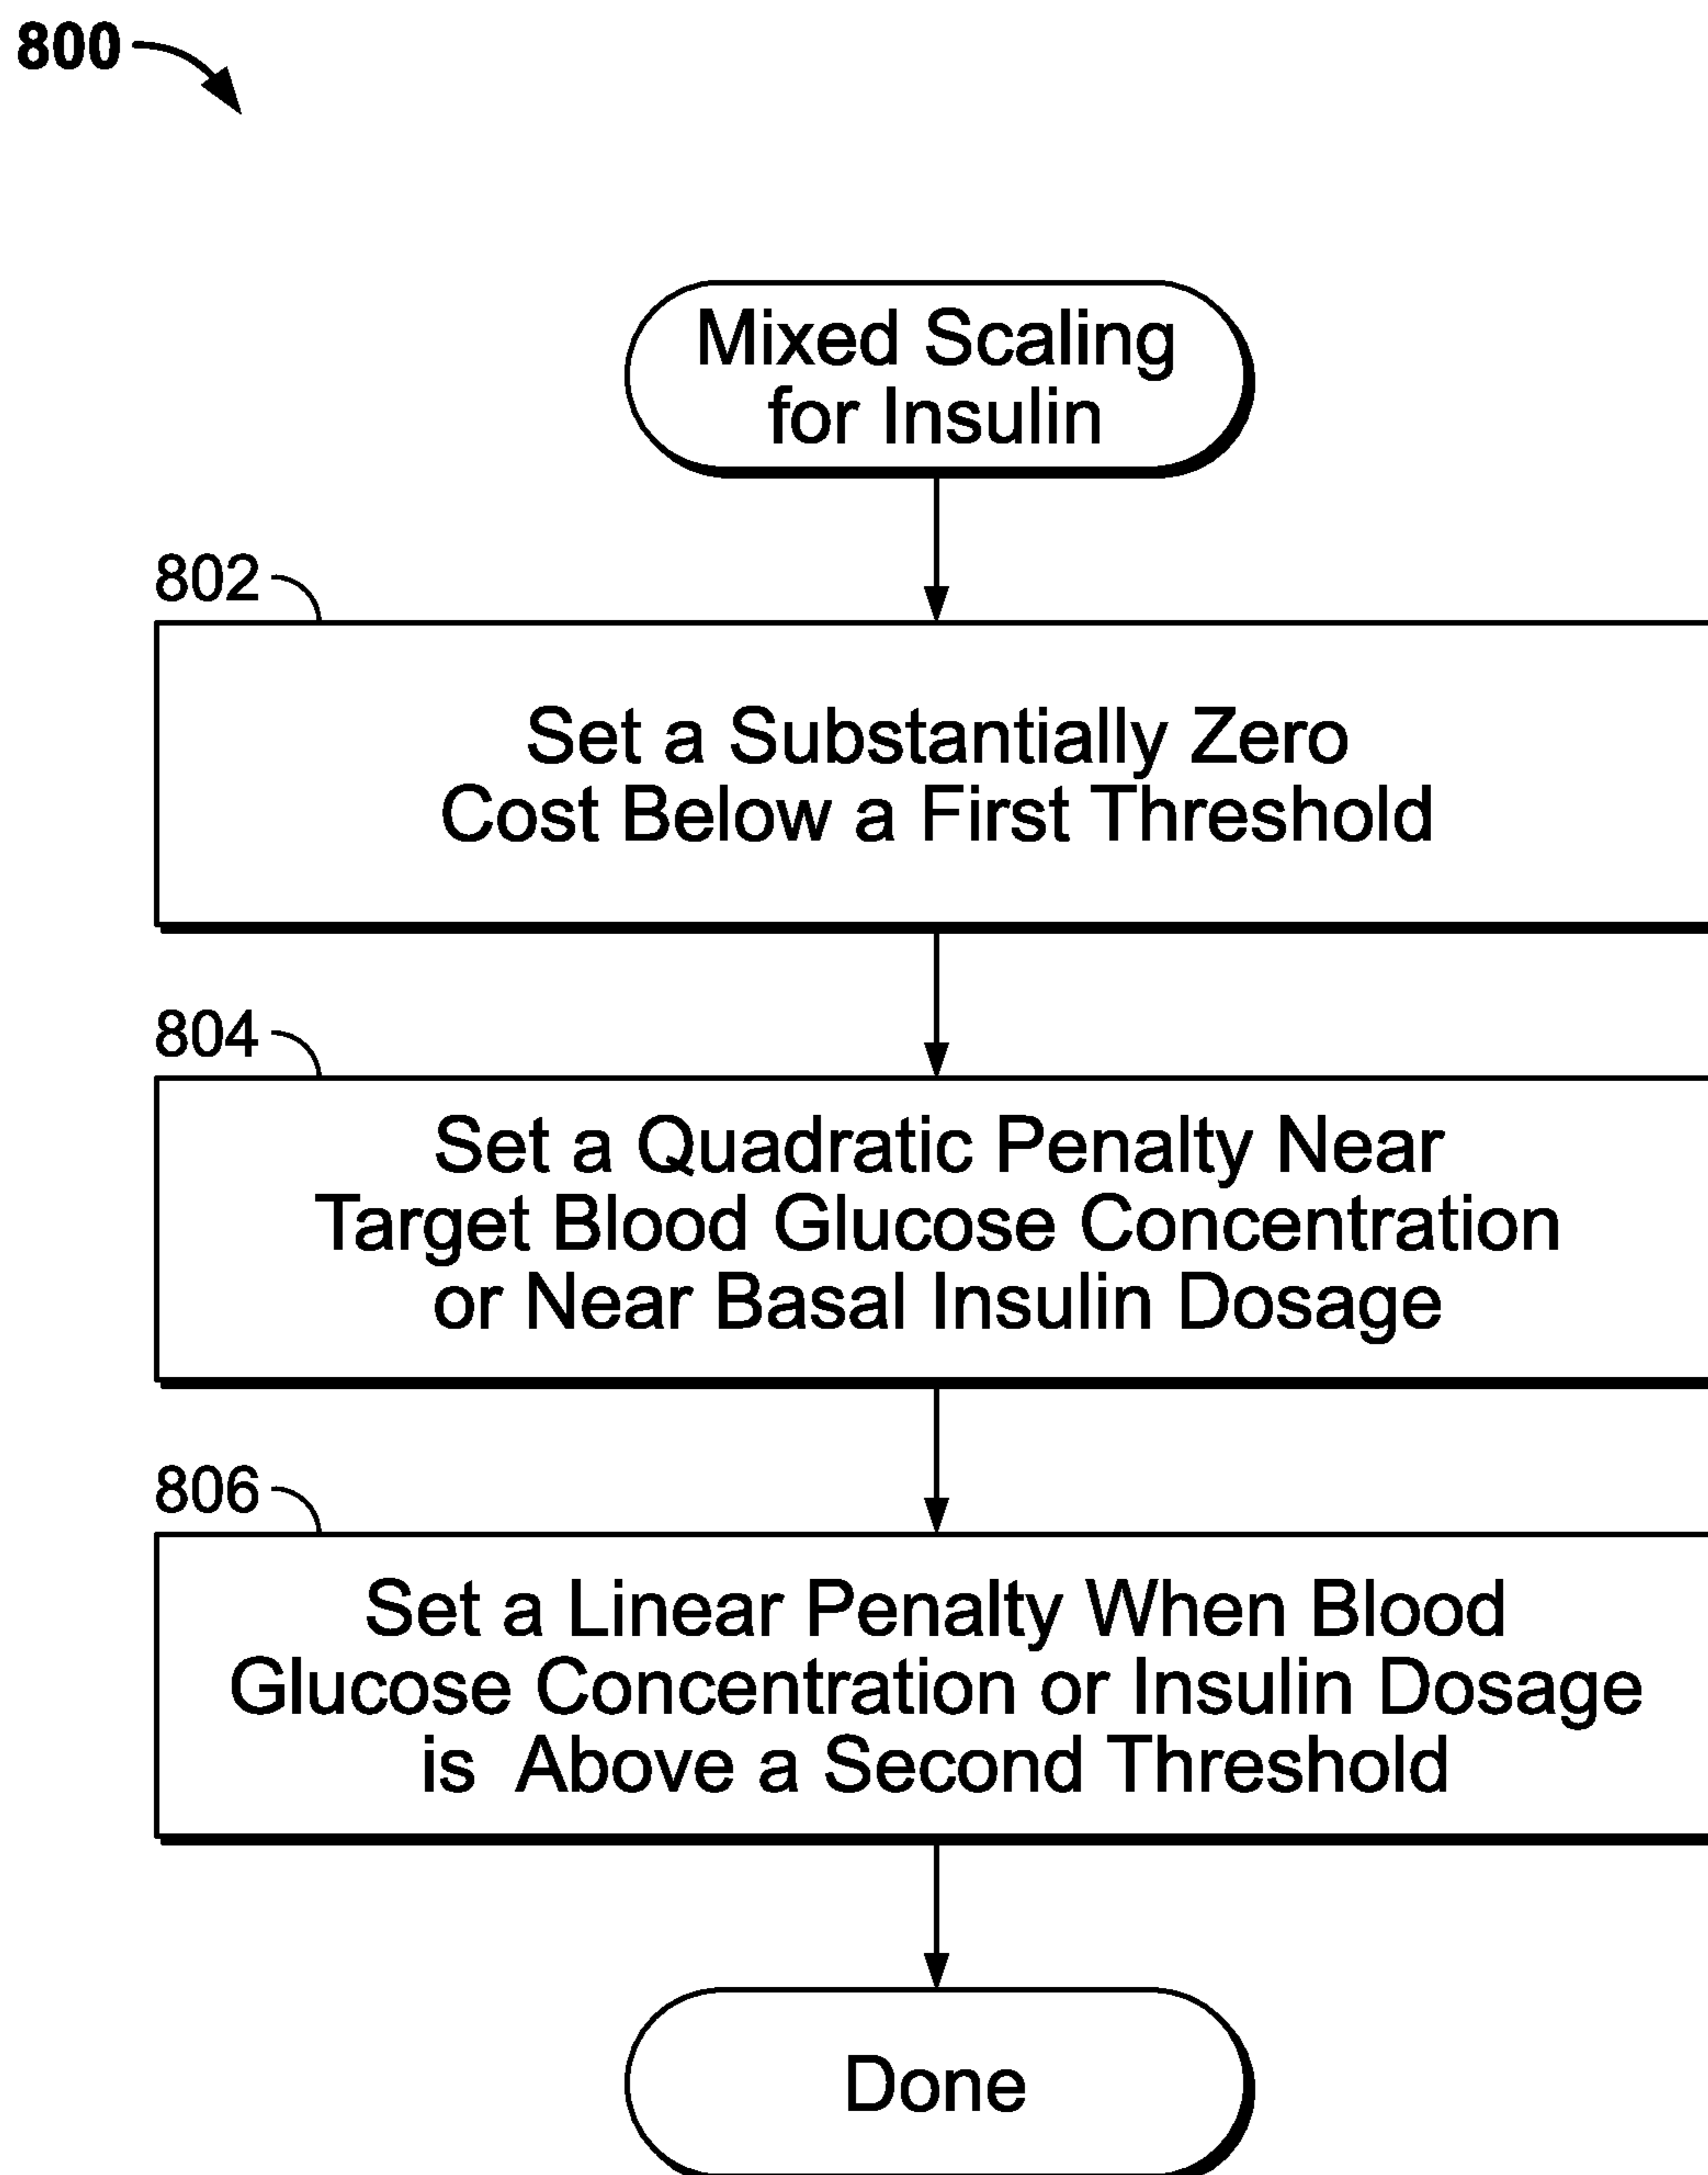 800
Mixed Scaling
for Insulin
802
Set a Substantially Zero
Cost Below a First Threshold
804
Set a Quadratic Penalty Near
Target Blood Glucose Concentration
or Near Basal Insulin Dosage
806
Set a Linear Penalty When Blood
Glucose Concentration or Insulin Dosage
is Above a Second Threshold
Done